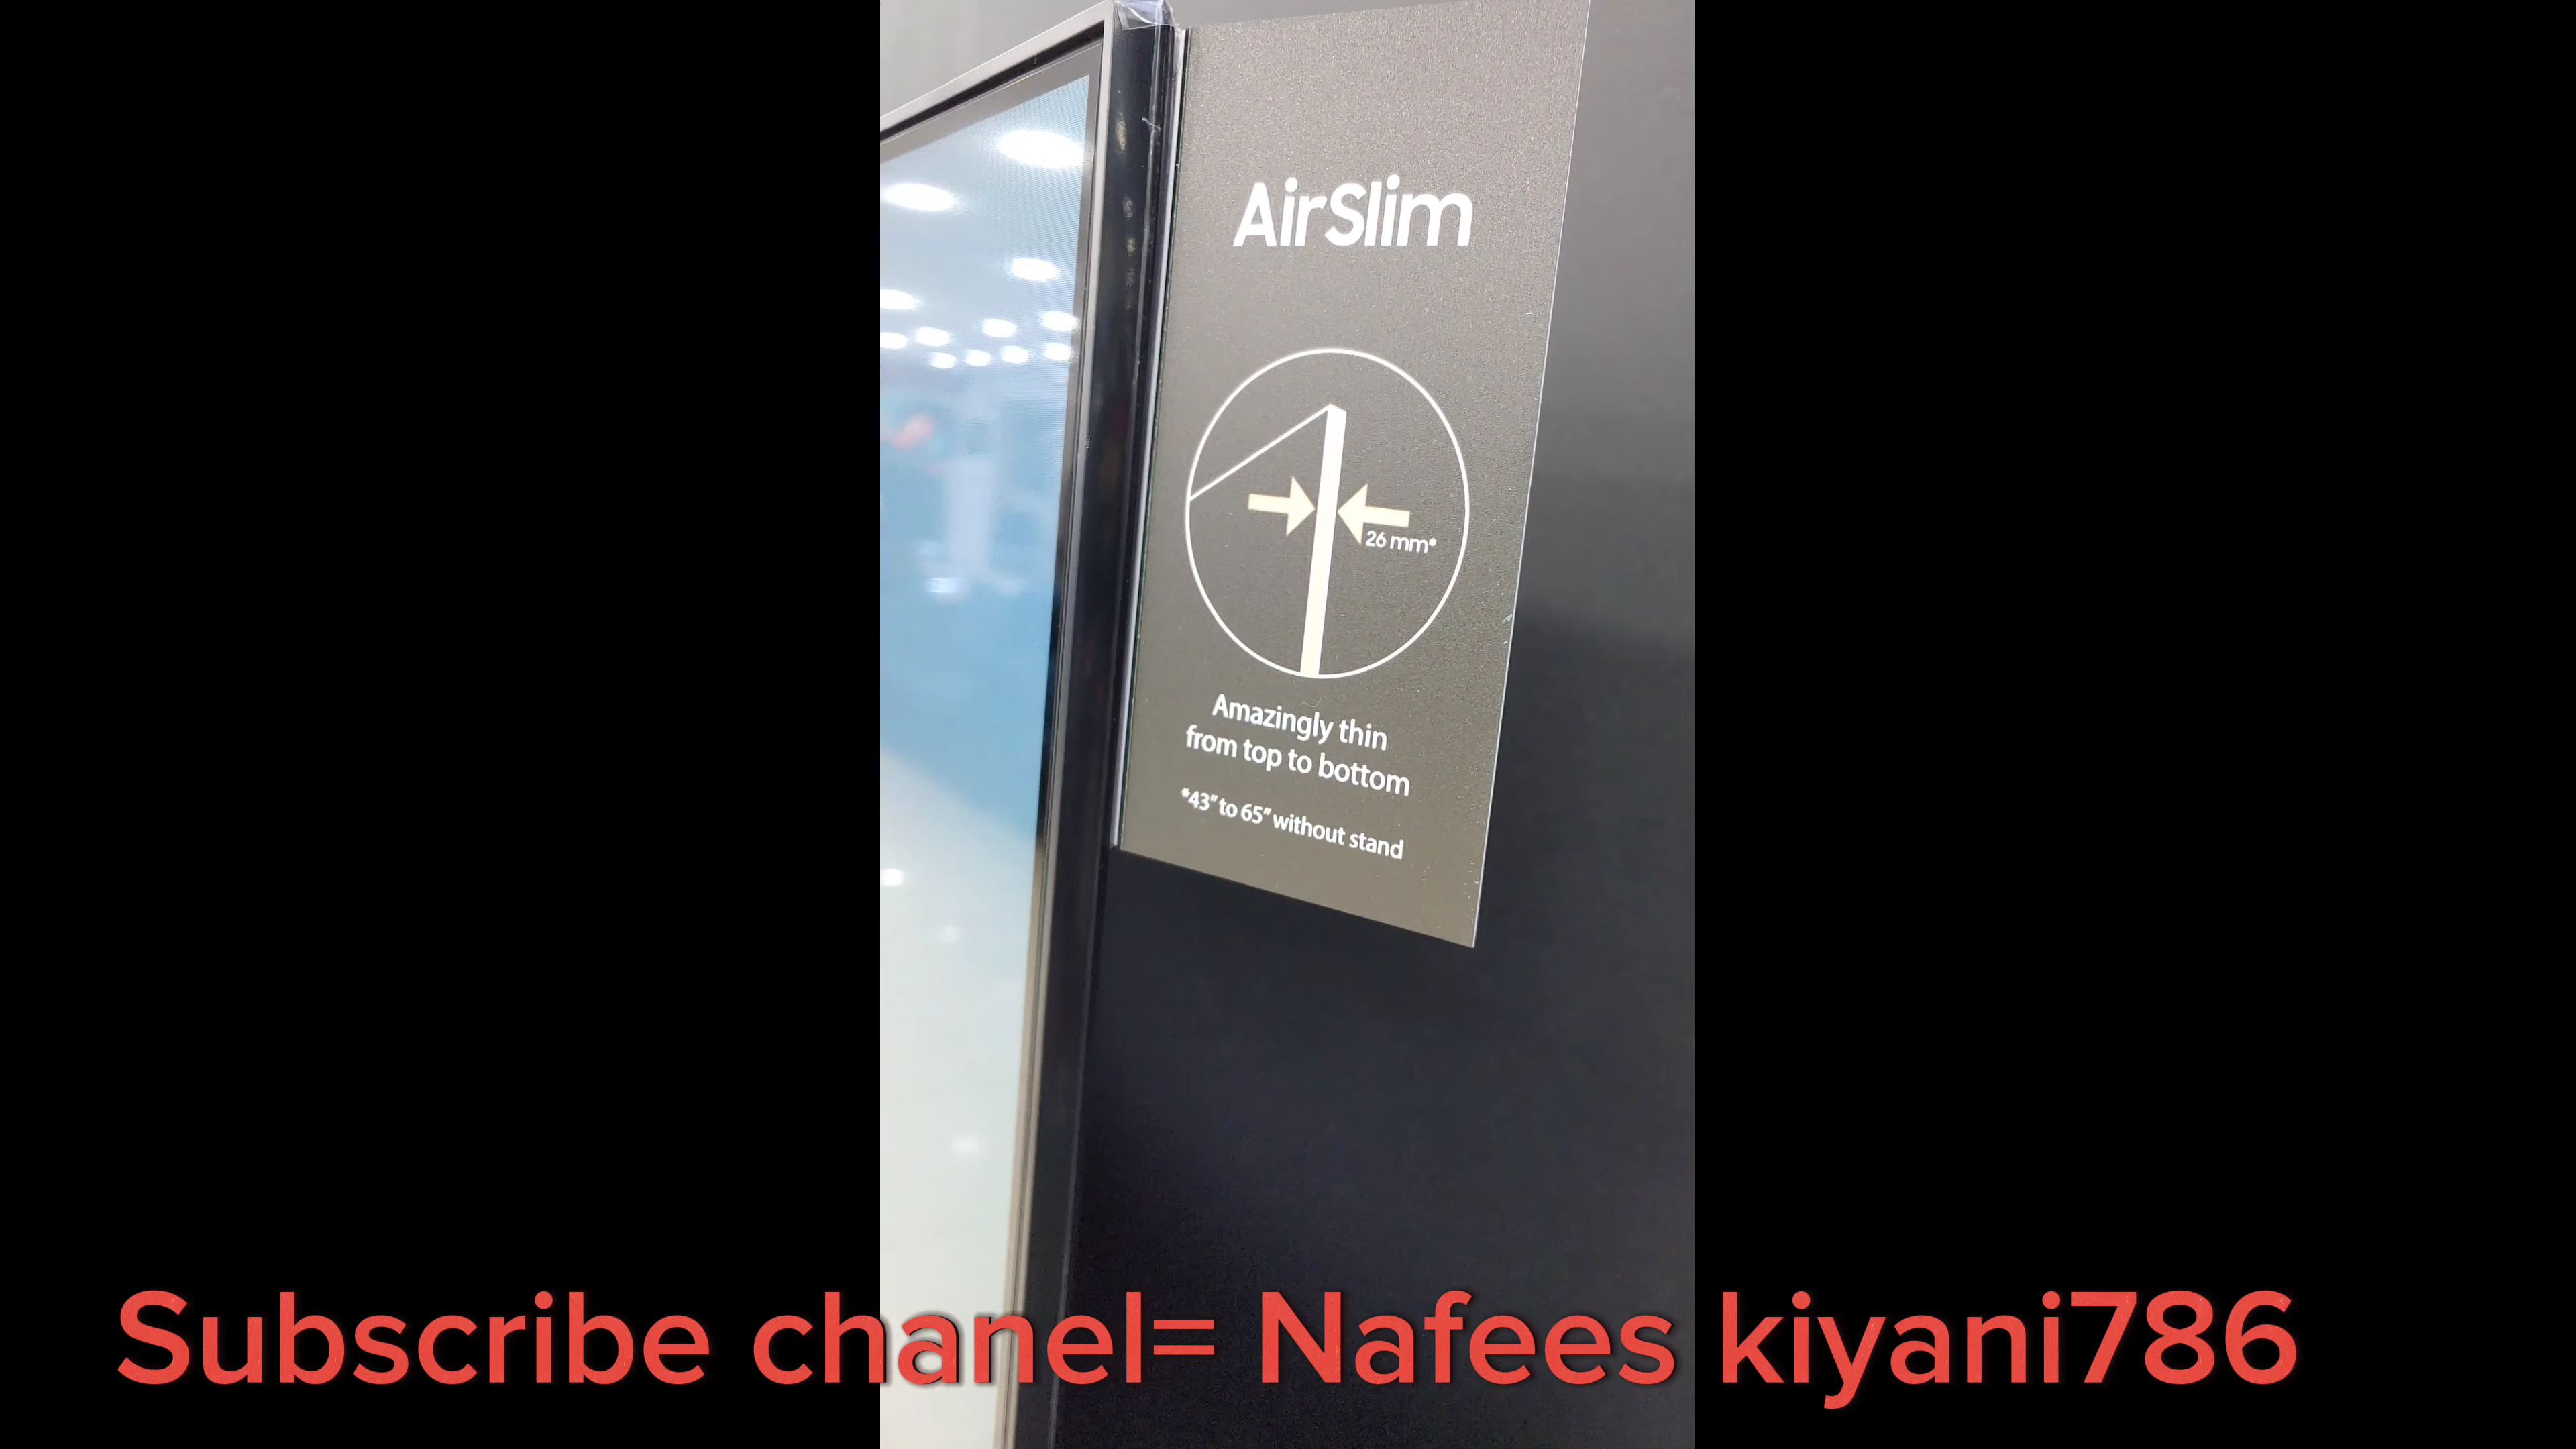 AirSlim
26 mm*
Amazingly thin
from top to bottom
*43" to 65" without stand
Subscribe chanel= Nafees kiyani786